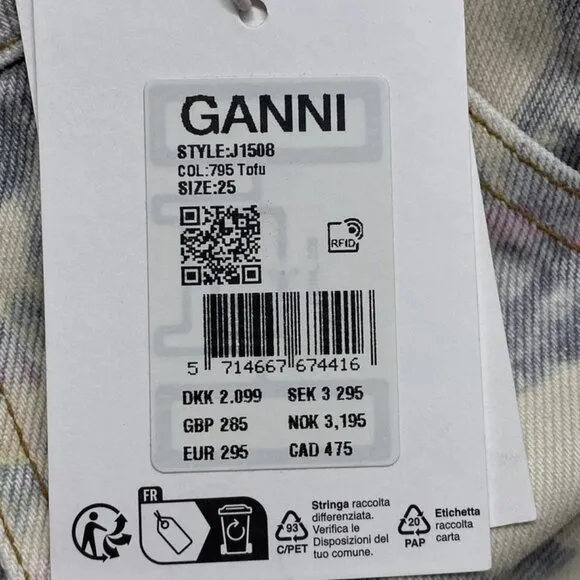 GANNI
STYLE:J1508
COL:795 Tofu
SIZE:25
RFID
5 714667 674416
DKK 2.099 SEK 3 295
GBP 285 NOK 3,195
EUR 295 CAD 475
FR
93
C/PET
Stringa raccolta
differenziata.
Verifica le
Disposizioni del
tuo comune.
20
PAP
Etichetta
raccolta
carta